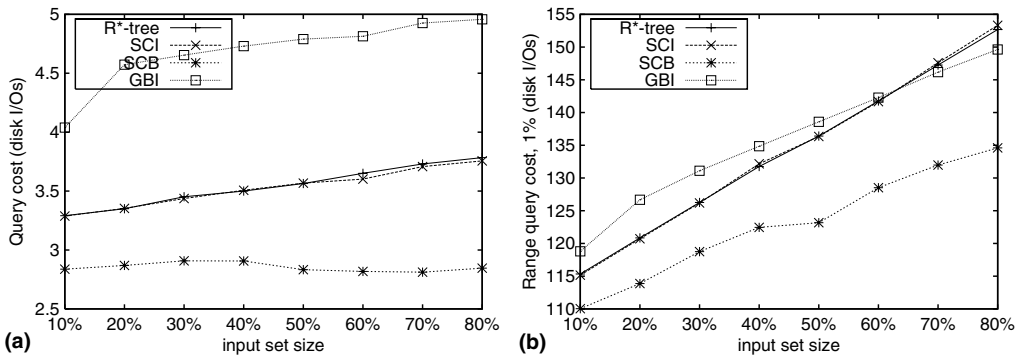 5
4.5
4
3.5
3
2.5
Query cost (disk I/Os)
R*-tree
SCI
SCB
GBI
10% 20% 30% 40% 50% 60% 70% 80%
input set size
(a)
155
150
145
140
135
130
125
120
115
110
Range query cost, 1% (disk I/Os)
R*-tree
SCI
SCB
GBI
10% 20% 30% 40% 50% 60% 70% 80%
input set size
(b)